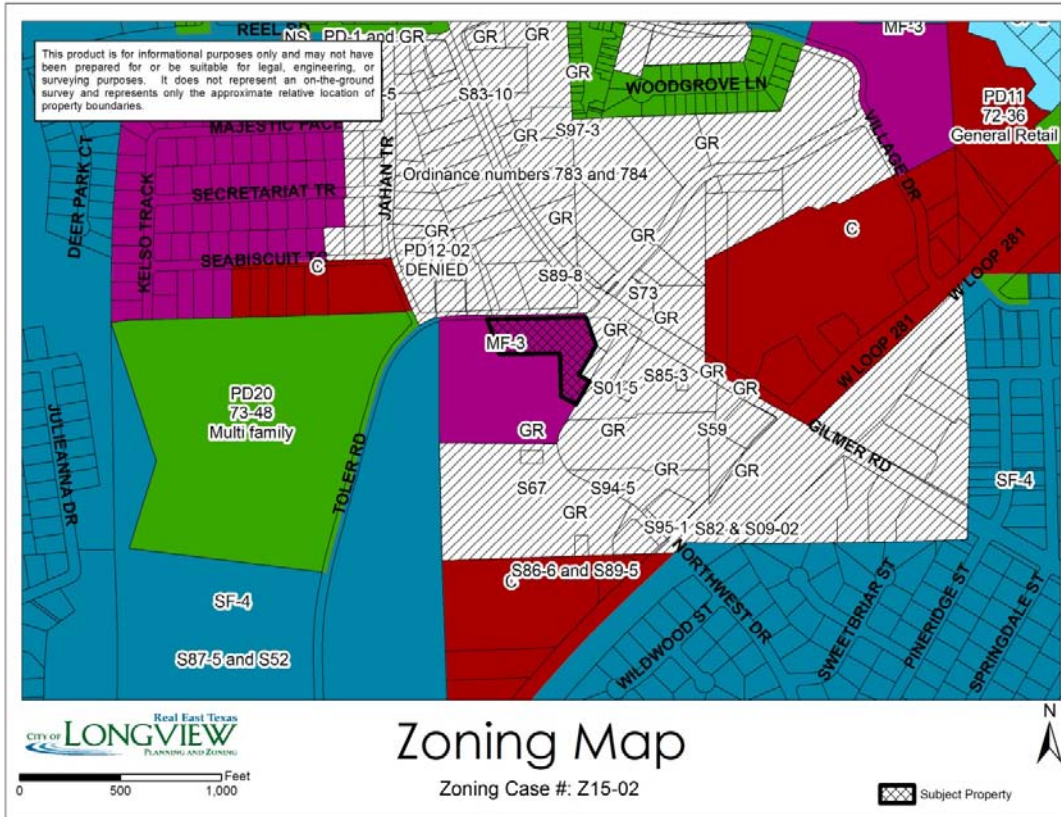 REEL RD
NS
PD-1 and GR
GR
GR
MF-3
This product is for informational purposes only and may not have
been prepared for or be suitable for legal, engineering, or
surveying purposes. It does not represent an on-the-ground
survey and represents only the approximate relative location of
property boundaries.
GR
WOODGROVE LN
S83-10
PD11
72-36
General Retail
MAJESTIC
GR
S97-3
VILLAGE DR
DEER PARK CT
GR
JAHAN TR
Ordinance numbers 783 and 784
SECRETARIAT TR
KELSO TRACK
GR
GR
C
PD12-02
DENIED
SEABISCUIT
C
S89-8
W LOOP 281
S73
GR
MF-3
GR
W LOOP 281
S85-3
GR
S01-5
GR
PD20
73-48
Multi family
JULIEANNA DR
GR
GR
S59
GILMER RD
TOLER RD
GR
GR
SF-4
S67
S94-5
GR
S95-1
S82 & S09-02
S86-6 and S89-5
C
NORTHWEST DR
SF-4
WILDWOOD ST
SWEETBRIAR ST
PINERIDGE ST
SPRINGDALE ST
S87-5 and S52
Real East Texas
CITY OF LONGVIEW
PLANNING AND ZONING
Zoning Map
N
Feet
0 500 1,000
Zoning Case #: Z15-02
Subject Property